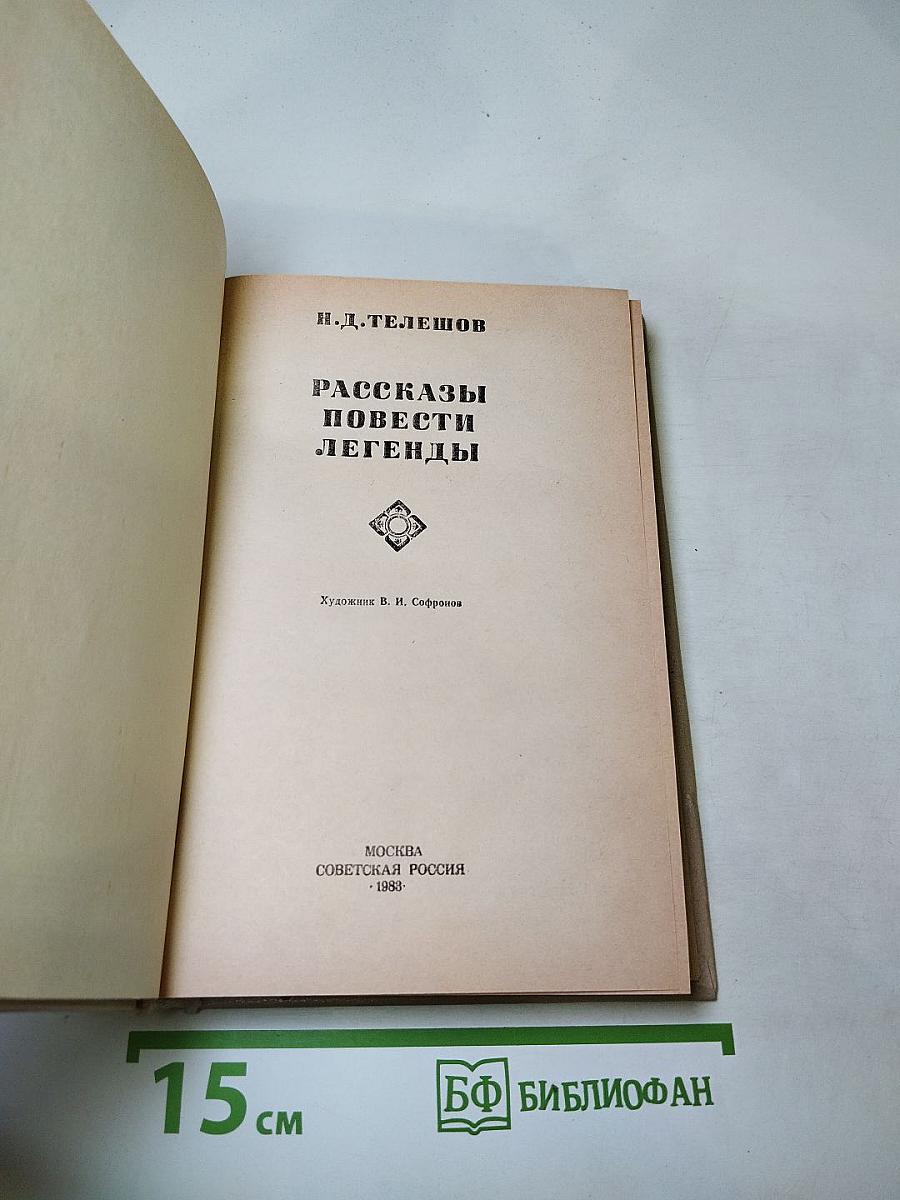 Н.Д.ТЕЛЕШОВ
РАССКАЗЫ
ПОВЕСТИ
ЛЕГЕНДЫ
Художник В. И. Софронов
МОСКВА
СОВЕТСКАЯ РОССИЯ
·1983·
15 см
БФ БИБЛИОФАН